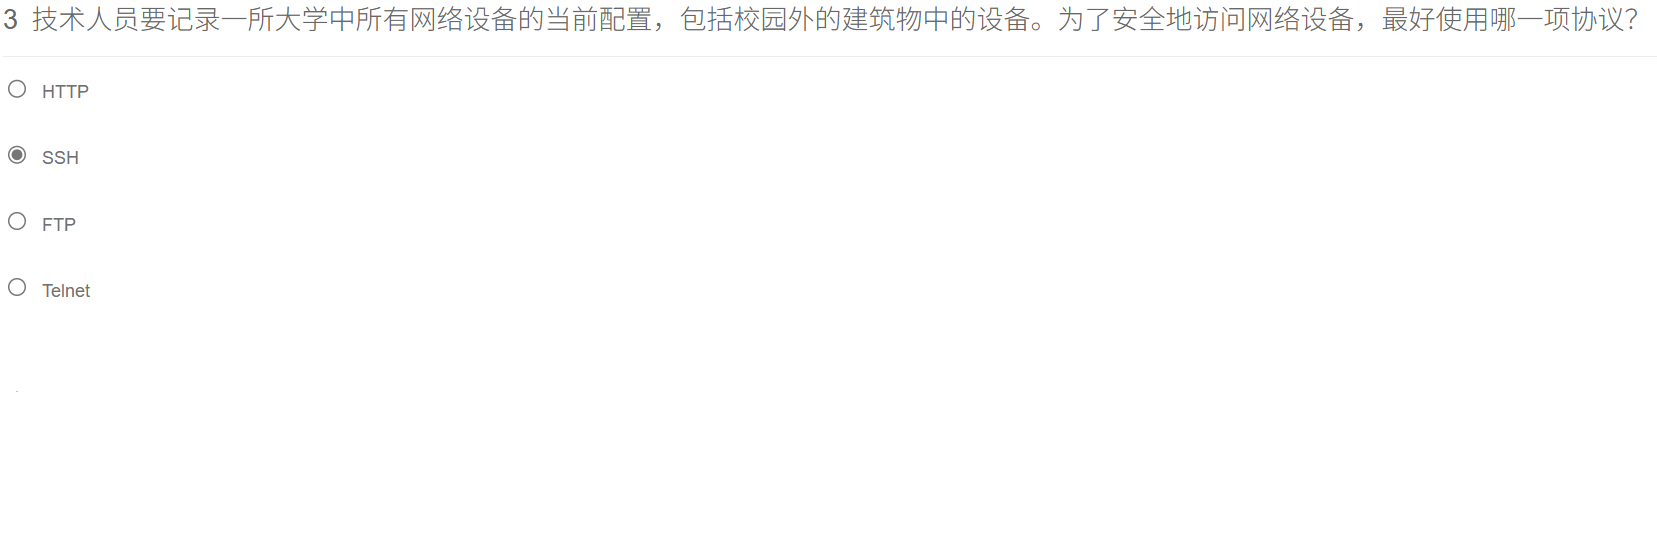 3 技术人员要记录一所大学中所有网络设备的当前配置，包括校园外的建筑物中的设备。为了安全地访问网络设备，最好使用哪一项协议？
HTTP
SSH
FTP
Telnet